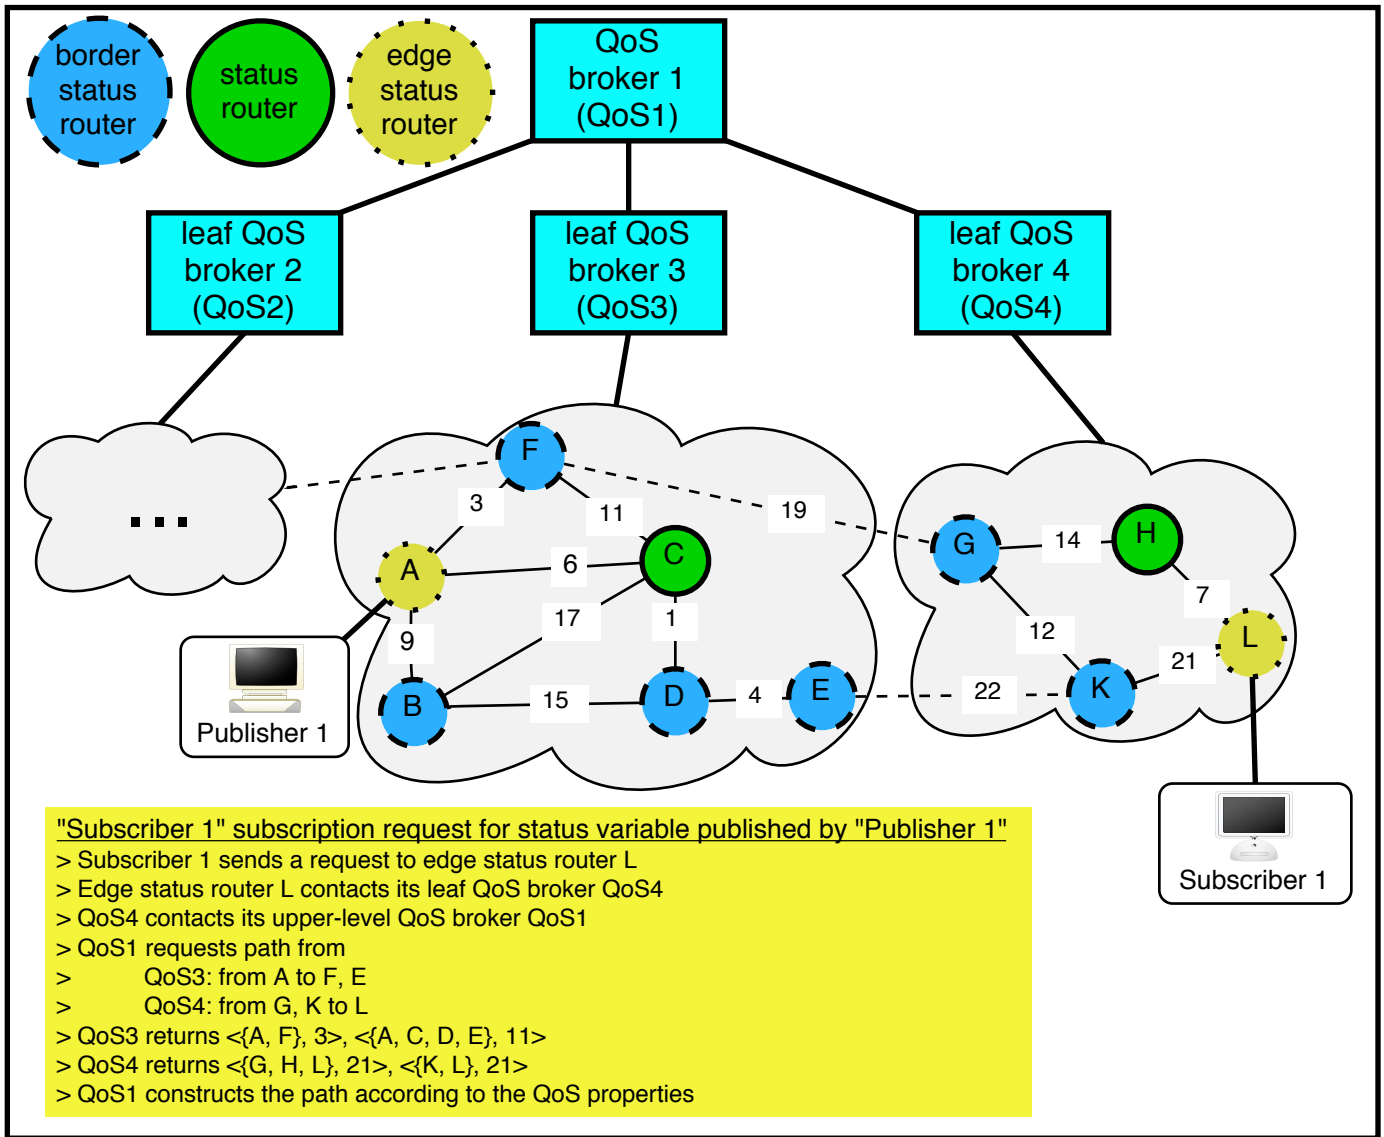 border
status
router
status
router
edge
status
router
QoS
broker 1
(QoS1)
leaf QoS
broker 2
(QoS2)
leaf QoS
broker 3
(QoS3)
leaf QoS
broker 4
(QoS4)
...
F
3
11
19
A
6
C
G
14
H
9
17
1
7
12
L
B
15
D
4
E
22
K
21
Publisher 1
Subscriber 1
"Subscriber 1" subscription request for status variable published by "Publisher 1"
> Subscriber 1 sends a request to edge status router L
> Edge status router L contacts its leaf QoS broker QoS4
> QoS4 contacts its upper-level QoS broker QoS1
> QoS1 requests path from
> QoS3: from A to F, E
> QoS4: from G, K to L
> QoS3 returns <{A, F}, 3>, <{A, C, D, E}, 11>
> QoS4 returns <{G, H, L}, 21>, <{K, L}, 21>
> QoS1 constructs the path according to the QoS properties